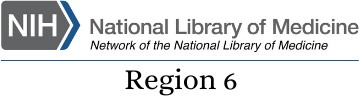 NIH National Library of Medicine
Network of the National Library of Medicine
Region 6